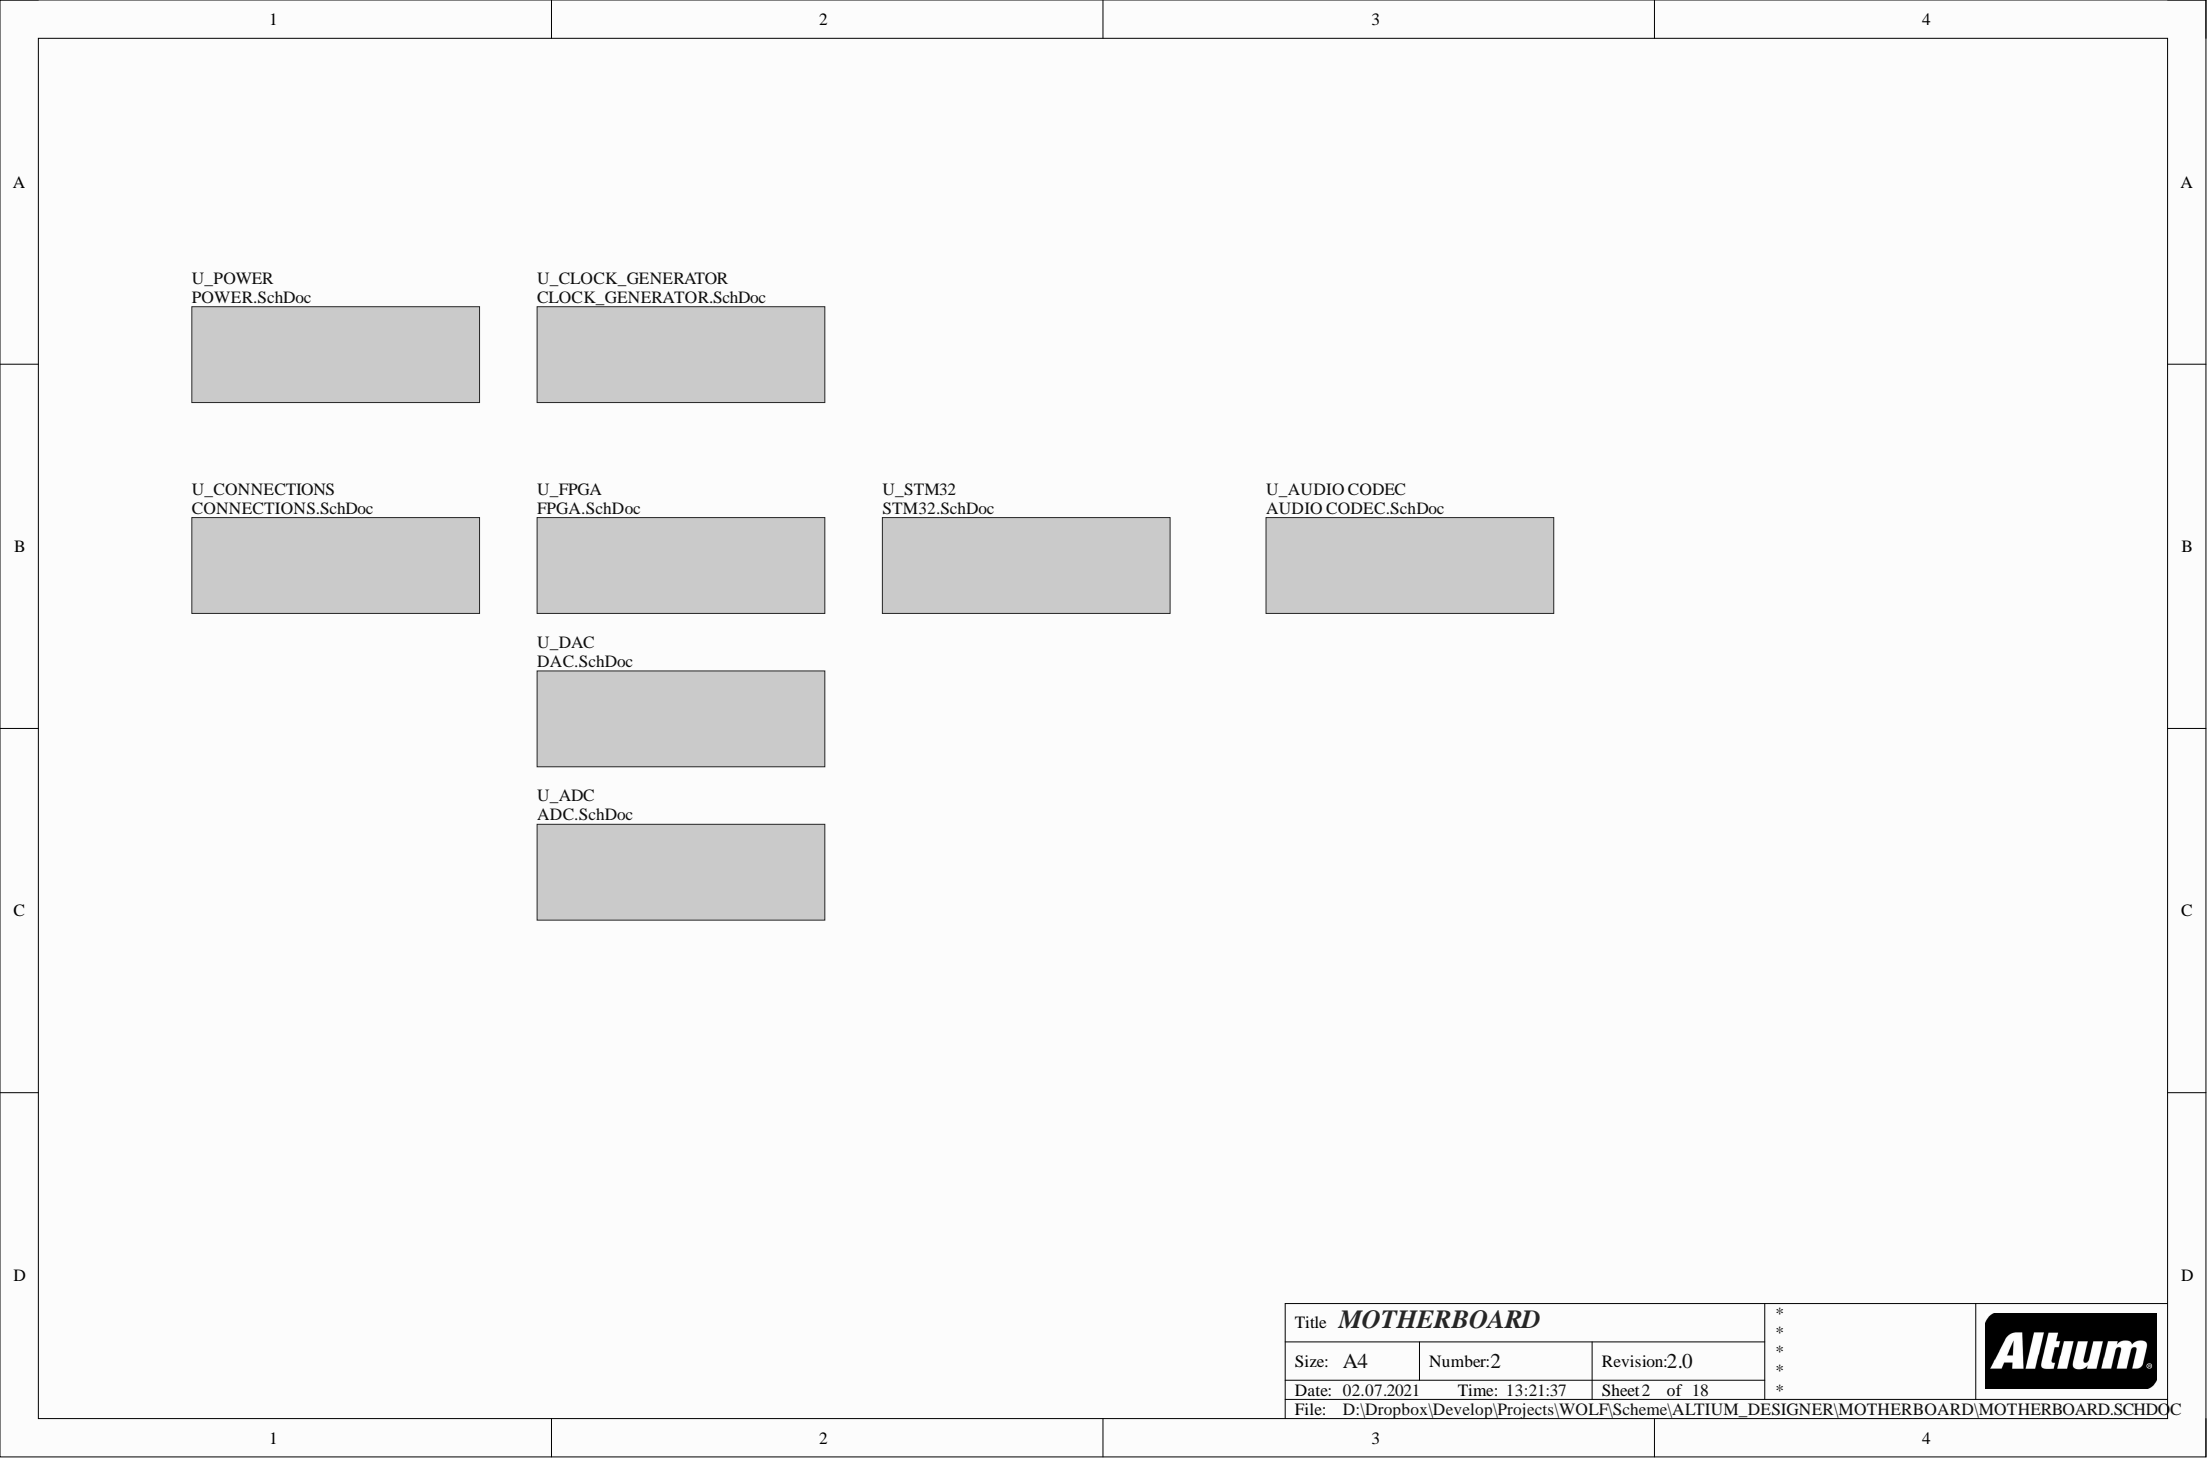 1 2 3 4
A A
U_POWER
POWER.SchDoc
U_CLOCK_GENERATOR
CLOCK_GENERATOR.SchDoc
U_CONNECTIONS
CONNECTIONS.SchDoc
U_FPGA
FPGA.SchDoc
U_STM32
STM32.SchDoc
U_AUDIO CODEC
AUDIO CODEC.SchDoc
B B
U_DAC
DAC.SchDoc
U_ADC
ADC.SchDoc
C C
D D
Title MOTHERBOARD
Size: A4 Number:2 Revision:2.0
Date: 02.07.2021 Time: 13:21:37 Sheet 2 of 18
File: D:\Dropbox\Develop\Projects\WOLF\Scheme\ALTIUM_DESIGNER\MOTHERBOARD\MOTHERBOARD.SCHDOC
*
*
*
*
*
Altium®
1 2 3 4